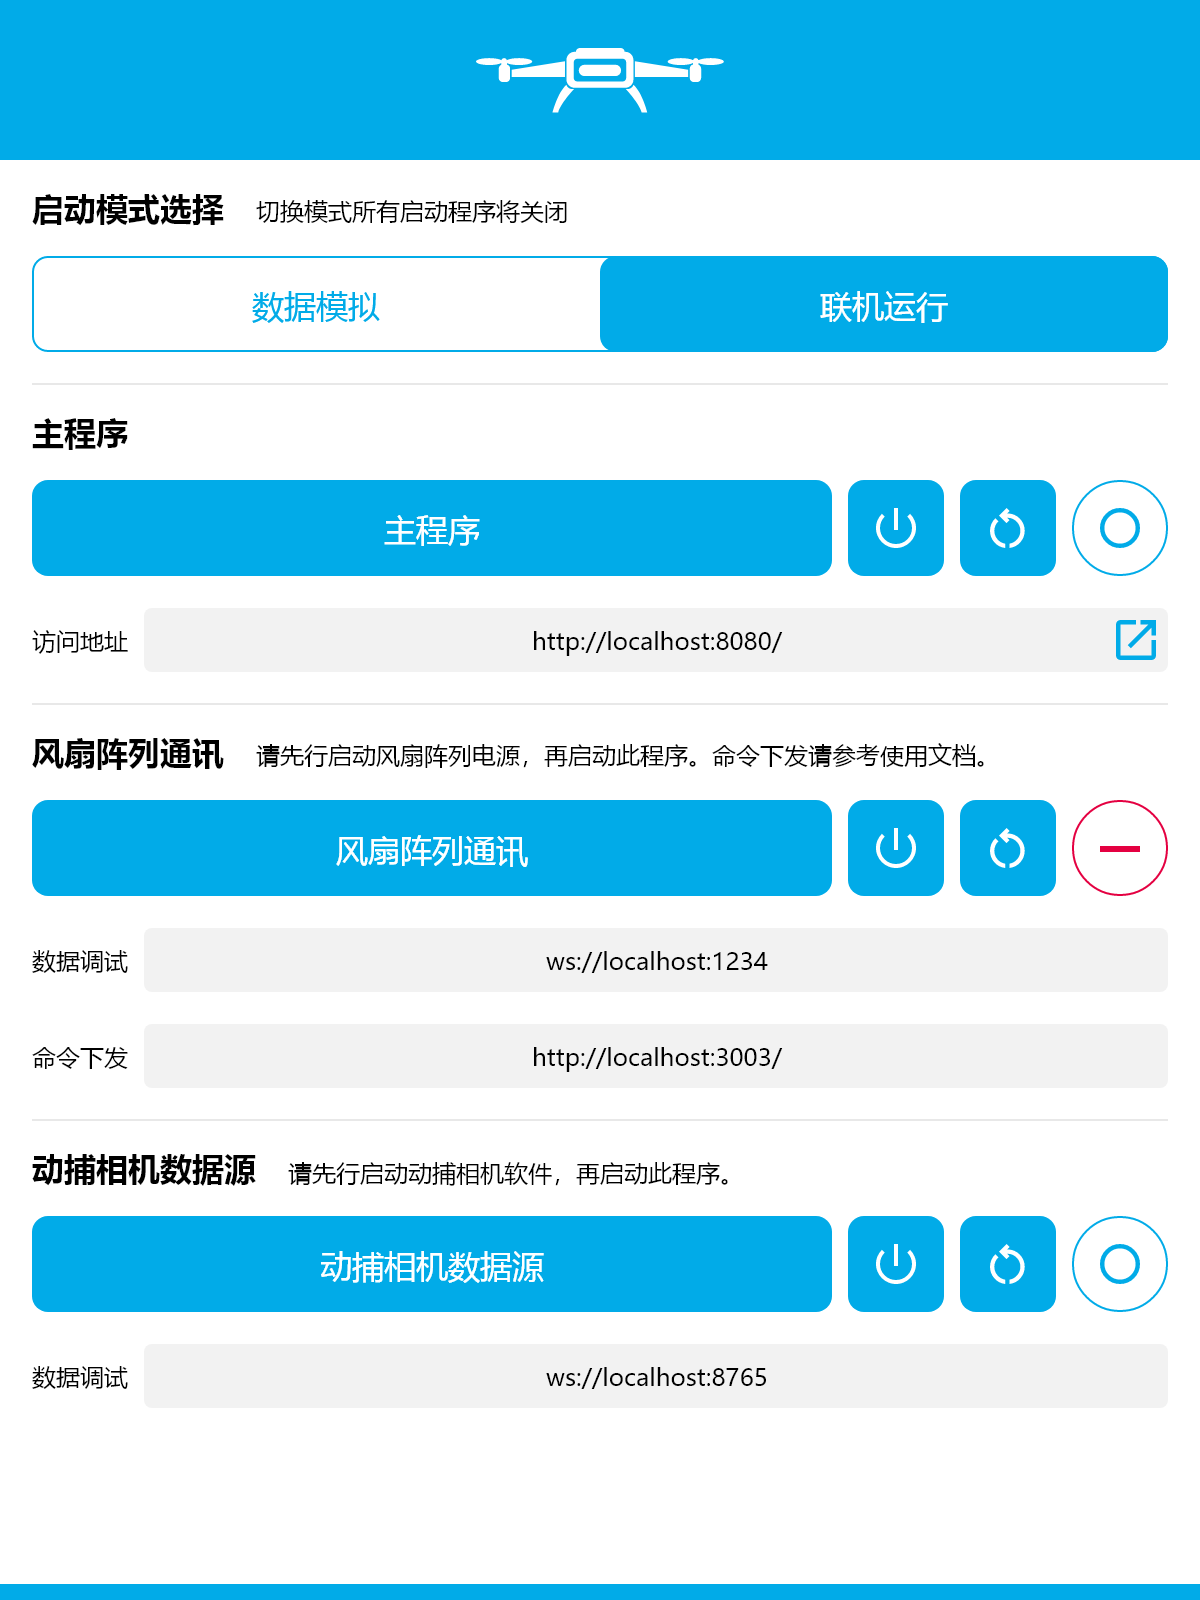 启动模式选择 切换模式所有启动程序将关闭
数据模拟 联机运行
主程序
主程序
访问地址 http://localhost:8080/
风扇阵列通讯 请先行启动风扇阵列电源，再启动此程序。命令下发请参考使用文档。
风扇阵列通讯
数据调试 ws://localhost:1234
命令下发 http://localhost:3003/
动捕相机数据源 请先行启动动捕相机软件，再启动此程序。
动捕相机数据源
数据调试 ws://localhost:8765